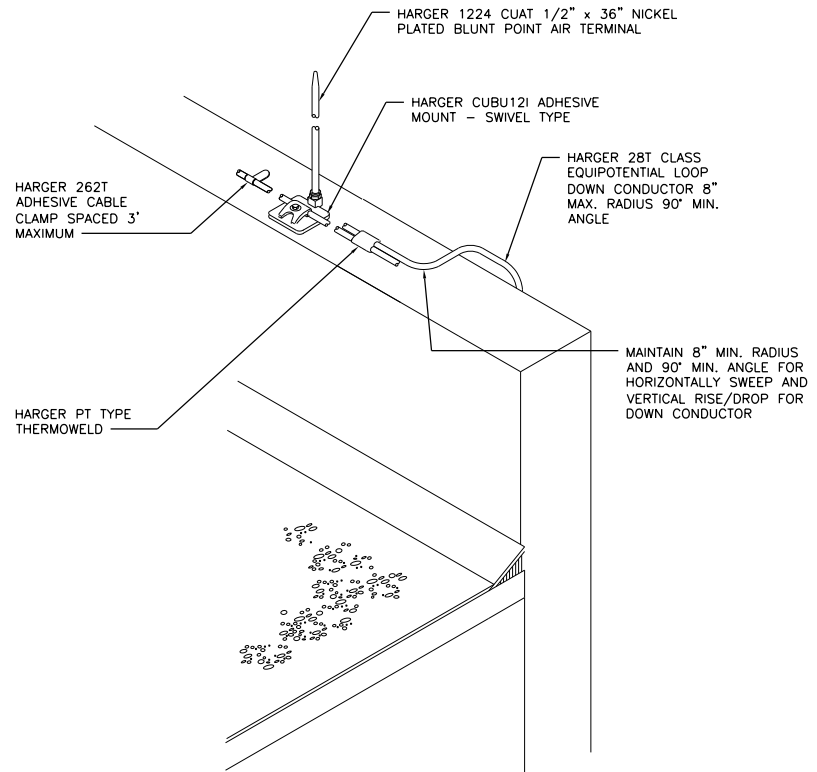 HARGER 1224 CUAT 1/2" x 36" NICKEL
PLATED BLUNT POINT AIR TERMINAL
HARGER CUBU12I ADHESIVE
MOUNT – SWIVEL TYPE
HARGER 28T CLASS
EQUIPOTENTIAL LOOP
DOWN CONDUCTOR 8"
MAX. RADIUS 90° MIN.
ANGLE
HARGER 262T
ADHESIVE CABLE
CLAMP SPACED 3'
MAXIMUM
MAINTAIN 8" MIN. RADIUS
AND 90° MIN. ANGLE FOR
HORIZONTALLY SWEEP AND
VERTICAL RISE/DROP FOR
DOWN CONDUCTOR
HARGER PT TYPE
THERMOWELD